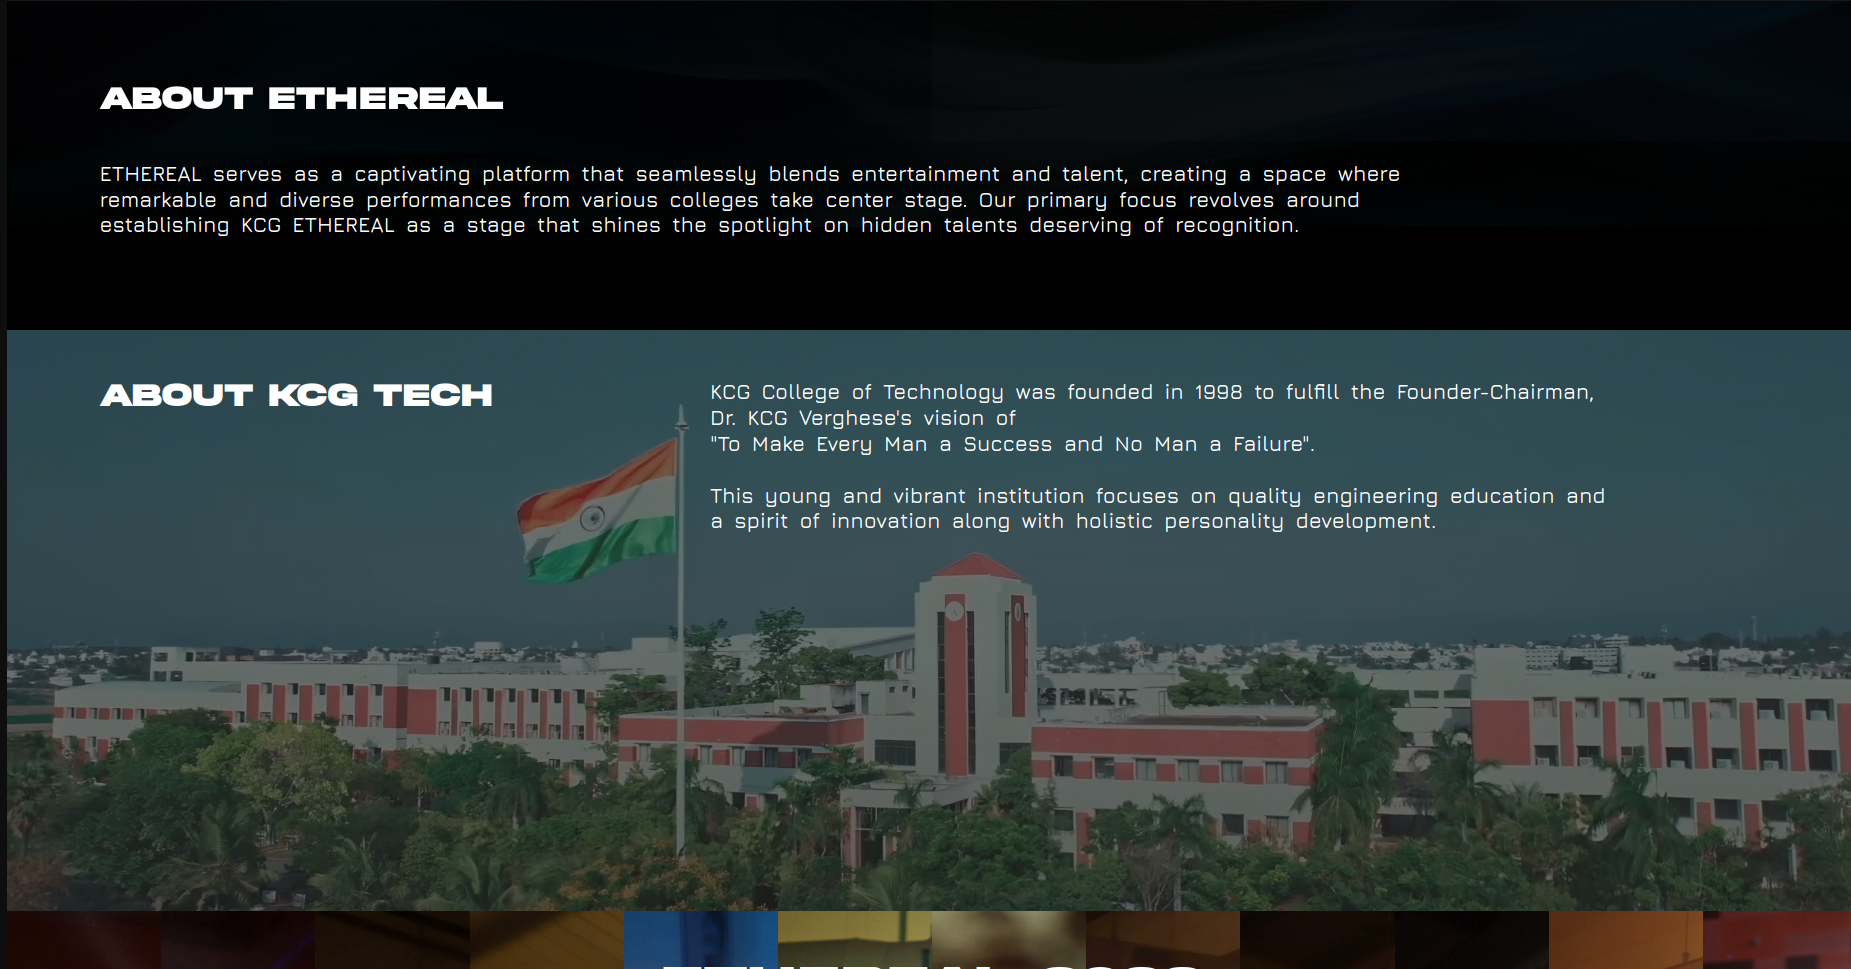 ABOUT ETHEREAL
ETHEREAL serves as a captivating platform that seamlessly blends entertainment and talent, creating a space where
remarkable and diverse performances from various colleges take center stage. Our primary focus revolves around
establishing KCG ETHEREAL as a stage that shines the spotlight on hidden talents deserving of recognition.
ABOUT KCG TECH
KCG College of Technology was founded in 1998 to fulfill the Founder-Chairman,
Dr. KCG Verghese's vision of
"To Make Every Man a Success and No Man a Failure".
This young and vibrant institution focuses on quality engineering education and
a spirit of innovation along with holistic personality development.